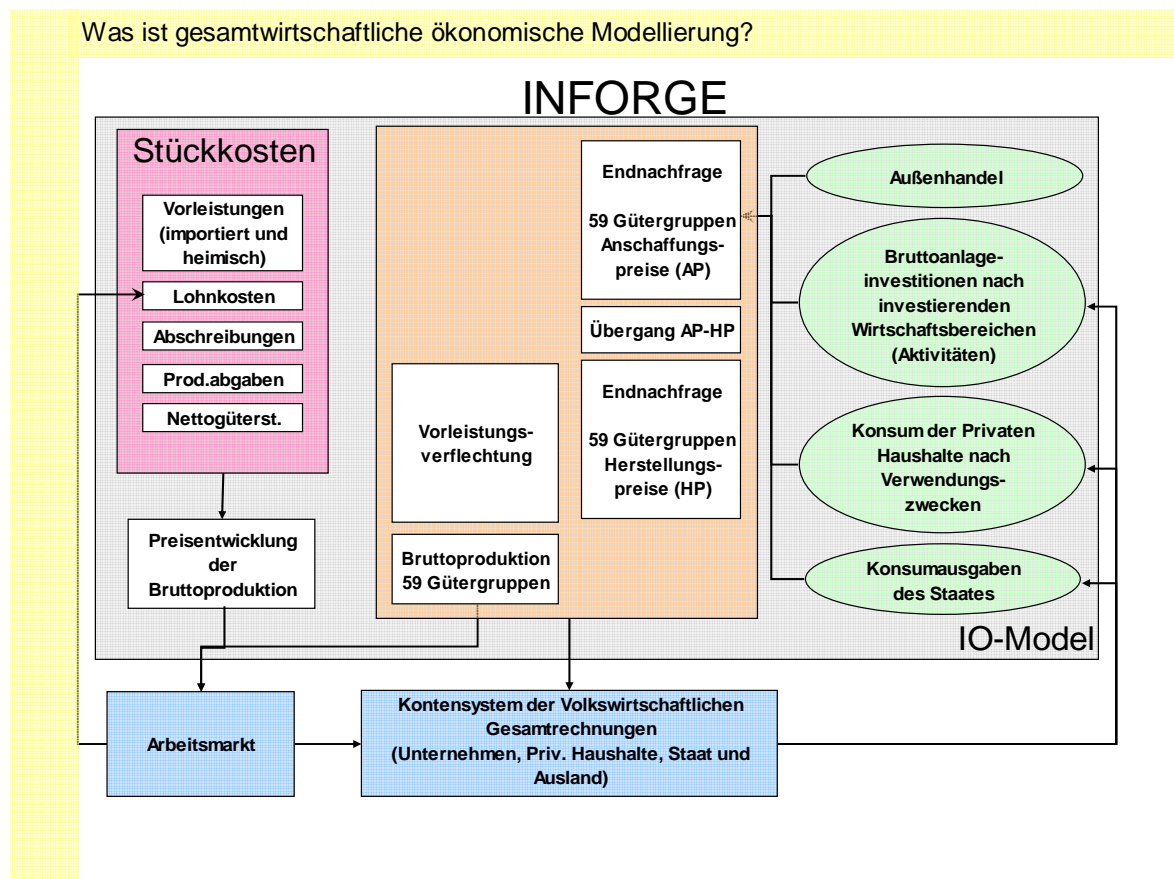 Was ist gesamtwirtschaftliche ökonomische Modellierung?
INFORGE
Stückkosten
Vorleistungen
(importiert und
heimisch)
Lohnkosten
Abschreibungen
Prod.abgaben
Nettogüterst.
Preisentwicklung
der
Bruttoproduktion
Endnachfrage
59 Gütergruppen
Anschaffungs-
preise (AP)
Übergang AP-HP
Endnachfrage
59 Gütergruppen
Herstellungs-
preise (HP)
Vorleistungs-
verflechtung
Bruttoproduktion
59 Gütergruppen
Außenhandel
Bruttoanlage-
investitionen nach
investierenden
Wirtschaftsbereichen
(Aktivitäten)
Konsum der Privaten
Haushalte nach
Verwendungs-
zwecken
Konsumausgaben
des Staates
IO-Model
Arbeitsmarkt
Kontensystem der Volkswirtschaftlichen
Gesamtrechnungen
(Unternehmen, Priv. Haushalte, Staat und
Ausland)